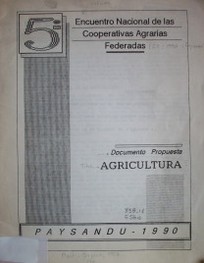 5
Encuentro Nacional de las
Cooperativas Agrarias
Federadas
Documento Propuesta
AGRICULTURA
PAYSANDU - 1990